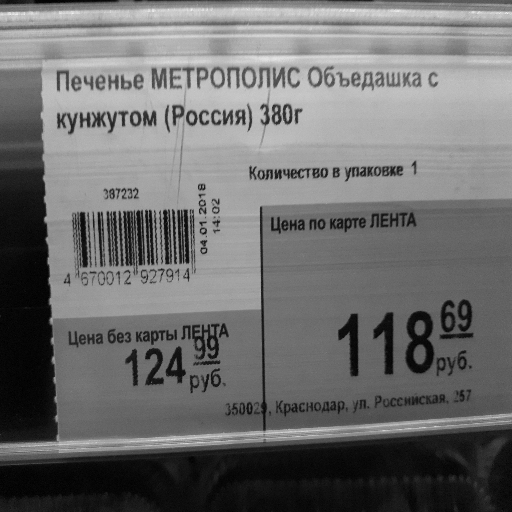 Печенье МЕТРОПОЛИС Объедашка с
кунжутом (Россия) 380г
Количество в упаковке 1
387232
04.01.2018
14:02
4 670012 927914
Цена по карте ЛЕНТА
118 69
руб.
Цена без карты ЛЕНТА
124 99
руб.
350029, Краснодар, ул. Российская, 257